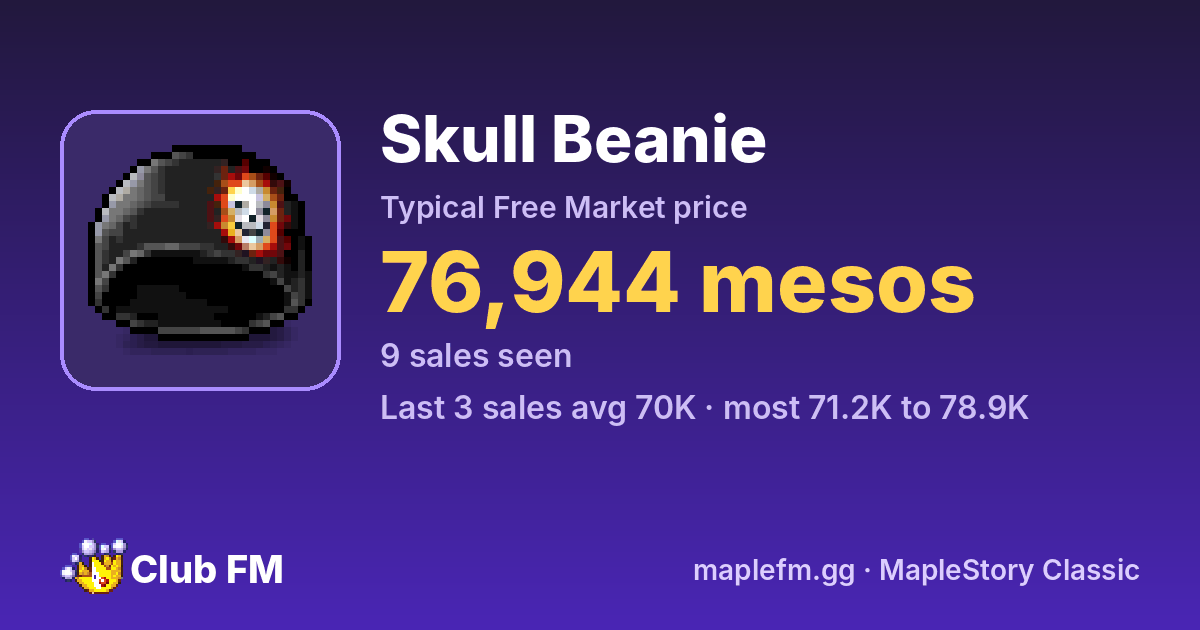 Skull Beanie
Typical Free Market price
76,944 mesos
9 sales seen
Last 3 sales avg 70K · most 71.2K to 78.9K
Club FM
maplefm.gg · MapleStory Classic